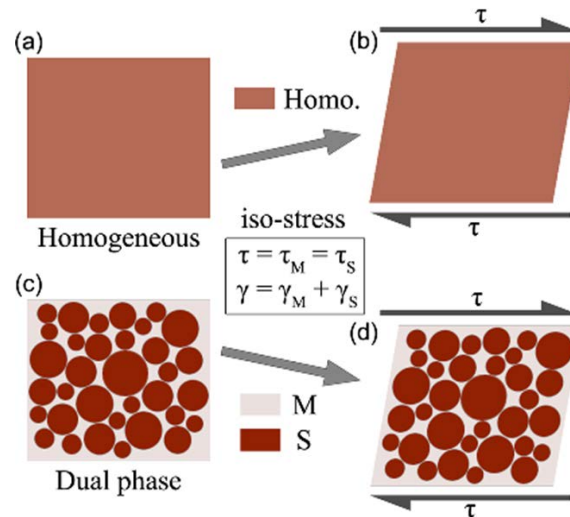 (a)
(b)
τ
Homo.
τ
Homogeneous
iso-stress
τ = τ_M = τ_S
γ = γ_M + γ_S
(c)
(d)
τ
M
S
Dual phase
τ